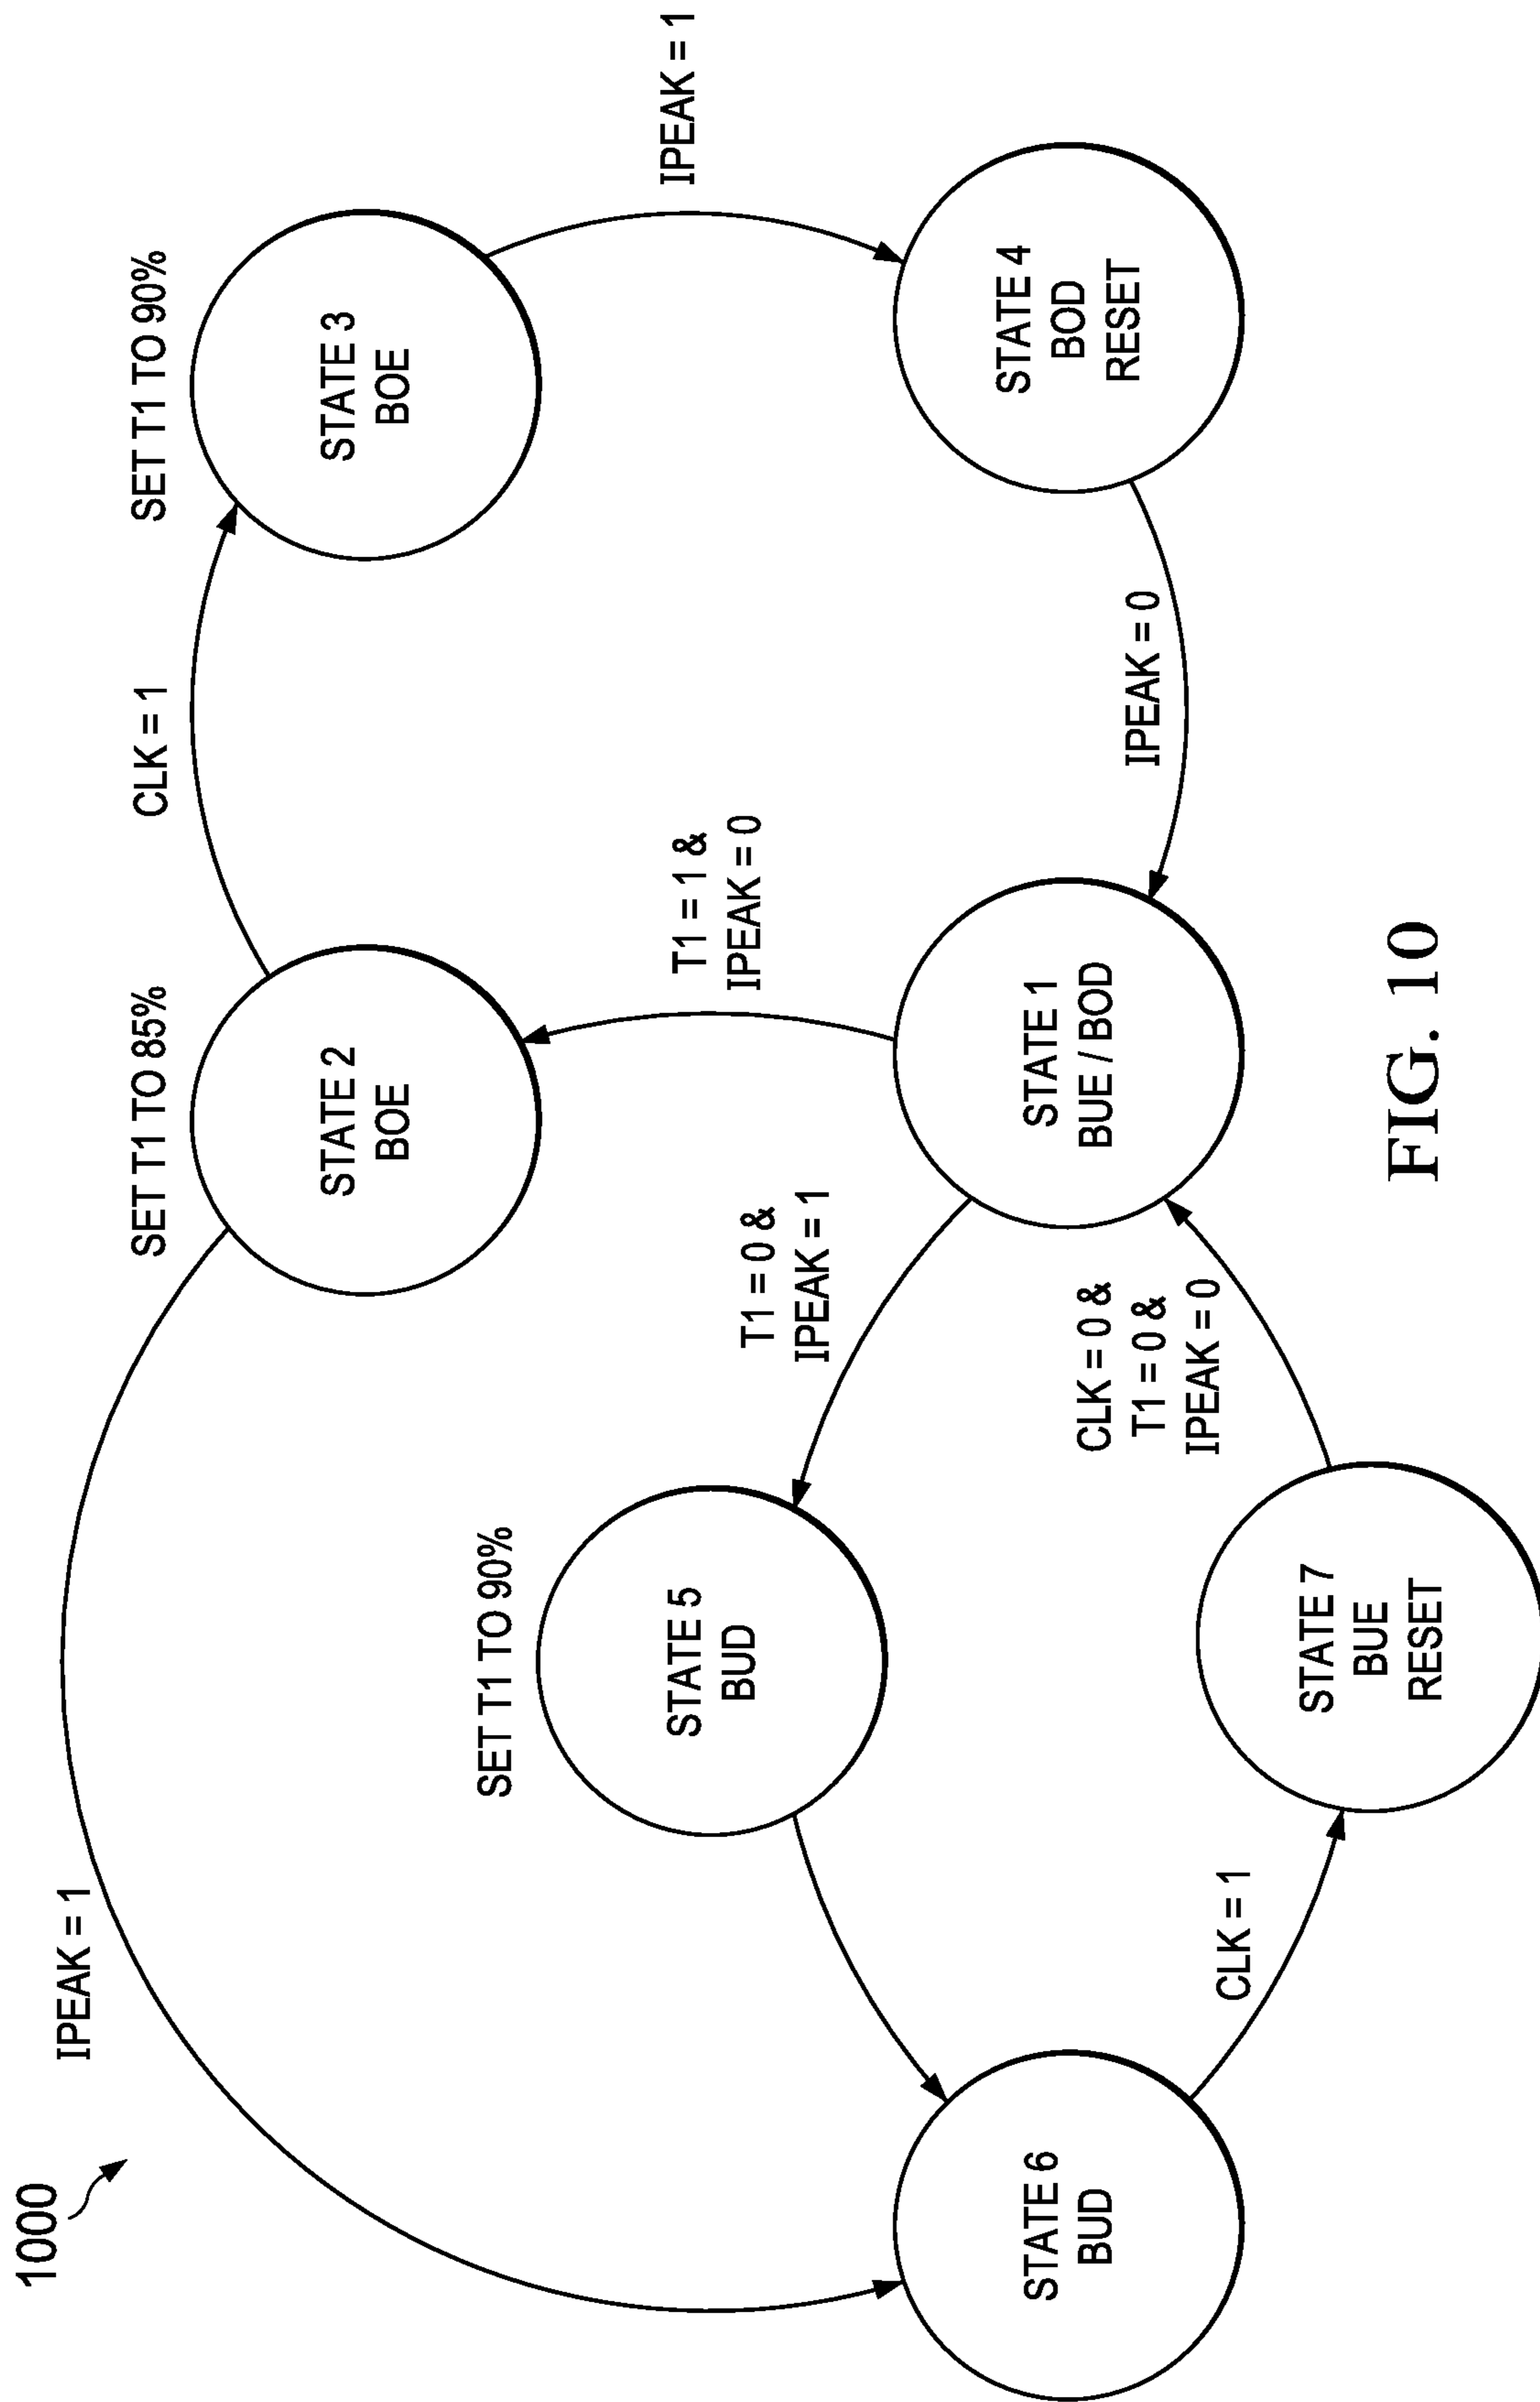 1000
IPEAK = 1
SET T1 TO 85%
CLK = 1
SET T1 TO 90%
STATE 2
BOE
STATE 3
BOE
SET T1 TO 90%
STATE 5
BUD
T1 = 0 &
IPEAK = 1
T1 = 1 &
IPEAK = 0
IPEAK = 1
STATE 6
BUD
STATE 1
BUE / BOD
STATE 4
BOD
RESET
CLK = 0 &
T1 = 0 &
IPEAK = 0
IPEAK = 0
CLK = 1
STATE 7
BUE
RESET
FIG. 10